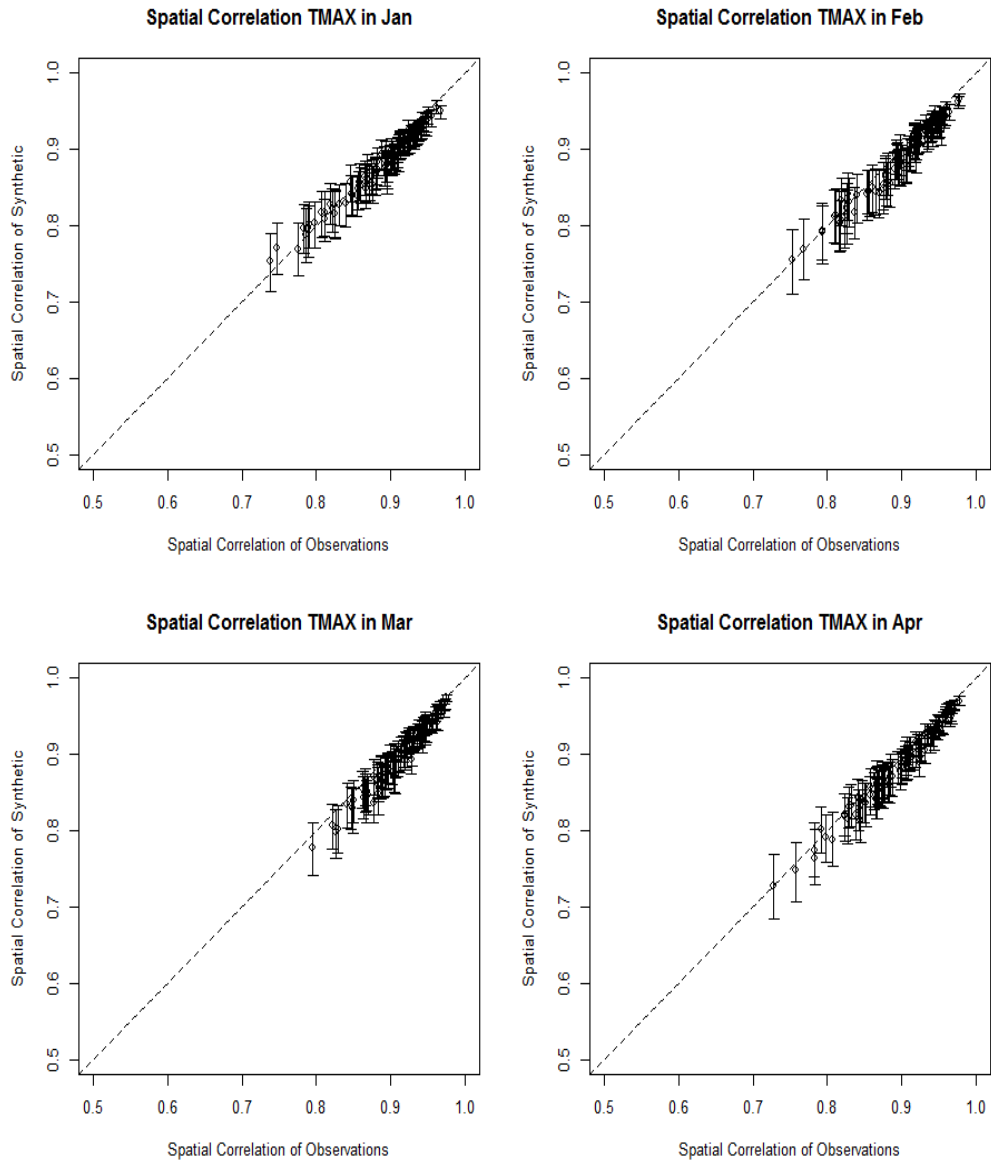 Spatial Correlation TMAX in Jan
Spatial Correlation of Synthetic
1.0
0.9
0.8
0.7
0.6
0.5
0.5 0.6 0.7 0.8 0.9 1.0
Spatial Correlation of Observations
Spatial Correlation TMAX in Feb
Spatial Correlation of Synthetic
1.0
0.9
0.8
0.7
0.6
0.5
0.5 0.6 0.7 0.8 0.9 1.0
Spatial Correlation of Observations
Spatial Correlation TMAX in Mar
Spatial Correlation of Synthetic
1.0
0.9
0.8
0.7
0.6
0.5
0.5 0.6 0.7 0.8 0.9 1.0
Spatial Correlation of Observations
Spatial Correlation TMAX in Apr
Spatial Correlation of Synthetic
1.0
0.9
0.8
0.7
0.6
0.5
0.5 0.6 0.7 0.8 0.9 1.0
Spatial Correlation of Observations